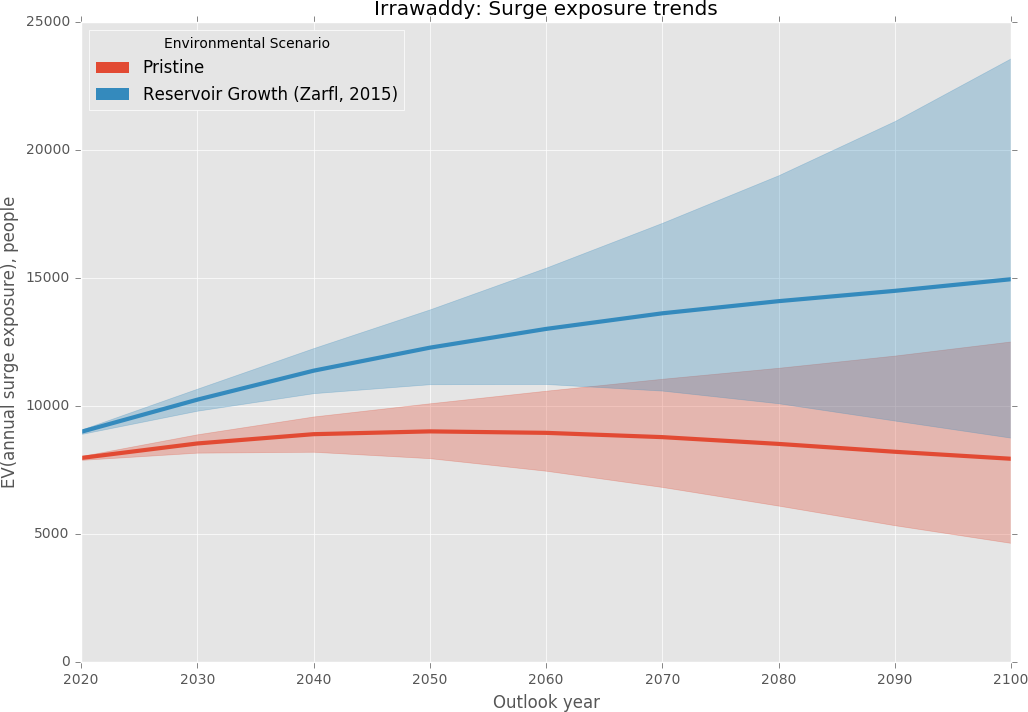 Irrawaddy: Surge exposure trends
25000
20000
15000
10000
5000
0
EV(annual surge exposure), people
Environmental Scenario
Pristine
Reservoir Growth (Zarfl, 2015)
2020 2030 2040 2050 2060 2070 2080 2090 2100
Outlook year